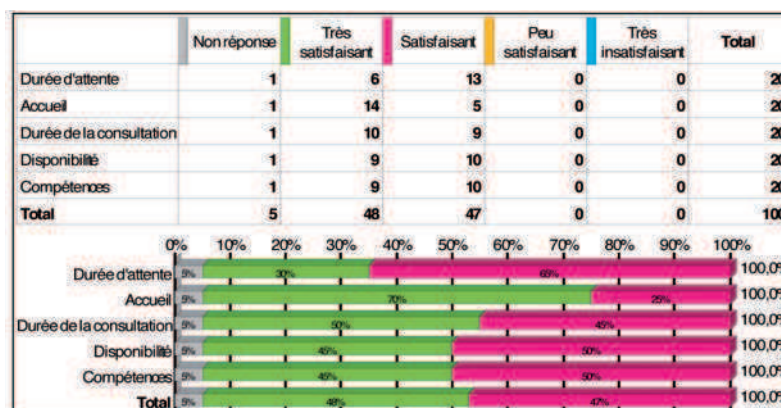 Non réponse Très satisfaisant Satisfaisant Peu satisfaisant Très insatisfaisant Total
Durée d'attente 1 6 13 0 0 20
Accueil 1 14 5 0 0 20
Durée de la consultation 1 10 9 0 0 20
Disponibilité 1 9 10 0 0 20
Compétences 1 9 10 0 0 20
Total 5 48 47 0 0 100
0% 10% 20% 30% 40% 50% 60% 70% 80% 90% 100%
Durée d'attente 5% 30% 65% 100.0%
Accueil 5% 70% 25% 100.0%
Durée de la consultation 5% 50% 45% 100.0%
Disponibilité 5% 45% 50% 100.0%
Compétences 5% 45% 50% 100.0%
Total 5% 48% 47% 100.0%